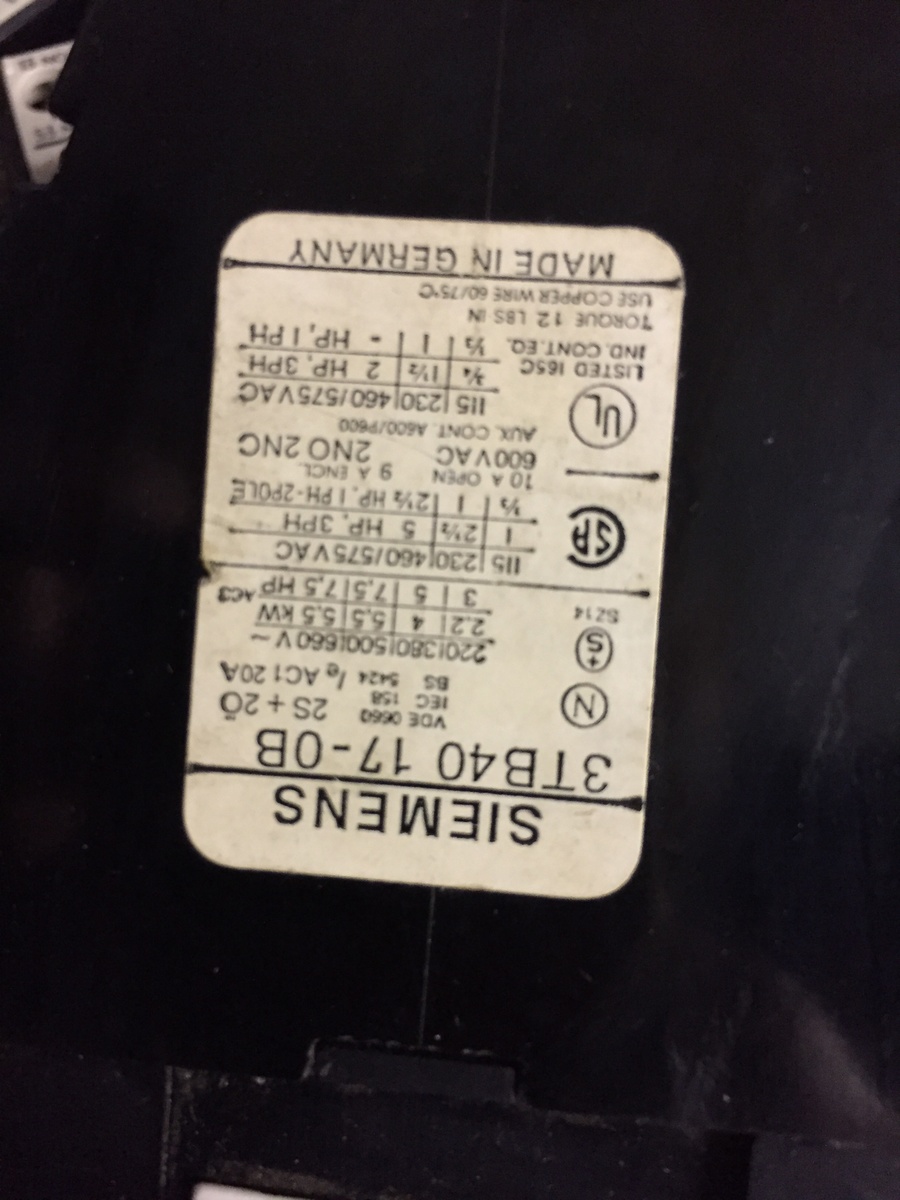 SIEMENS
3TB40 17-0B
N VDE 0660 2S + 2Ö
IEC 158
BS 5424 Ie AC1 20A
+S 220|380|500|660 V ~
SZ14 2.2| 4 | 5,5| 5.5 kW
3 | 5 | 7,5| 7,5 HP AC3
115 |230|460/575VAC
SA 1 | 2½| 5 HP, 3PH
⅓ | 1 | 2½ HP, 1 PH-2POLE
10 A OPEN 9 A ENCL.
600VAC 2NO 2NC
AUX. CONT. A600/P600
UL 115 |230|460/575VAC
LISTED 165C ¾ | 1½ | 2 HP, 3PH
IND. CONT. EQ. ⅓ | 1 | - HP, 1 PH
TORQUE 12 LBS IN
USE COPPER WIRE 60/75°C
MADE IN GERMANY